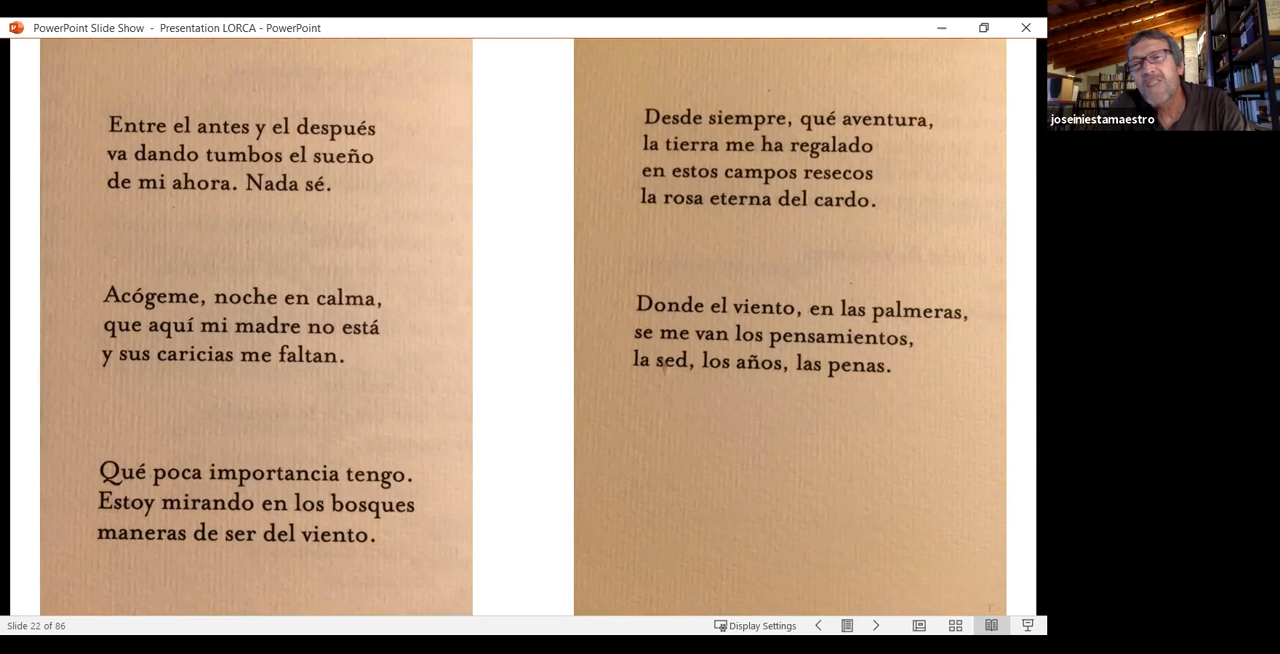 PowerPoint Slide Show - Presentation LORCA - PowerPoint
joseiniestamaestro
Entre el antes y el después
va dando tumbos el sueño
de mi ahora. Nada sé.
Acógeme, noche en calma,
que aquí mi madre no está
y sus caricias me faltan.
Qué poca importancia tengo.
Estoy mirando en los bosques
maneras de ser del viento.
Desde siempre, qué aventura,
la tierra me ha regalado
en estos campos resecos
la rosa eterna del cardo.
Donde el viento, en las palmeras,
se me van los pensamientos,
la sed, los años, las penas.
Slide 22 of 86
Display Settings